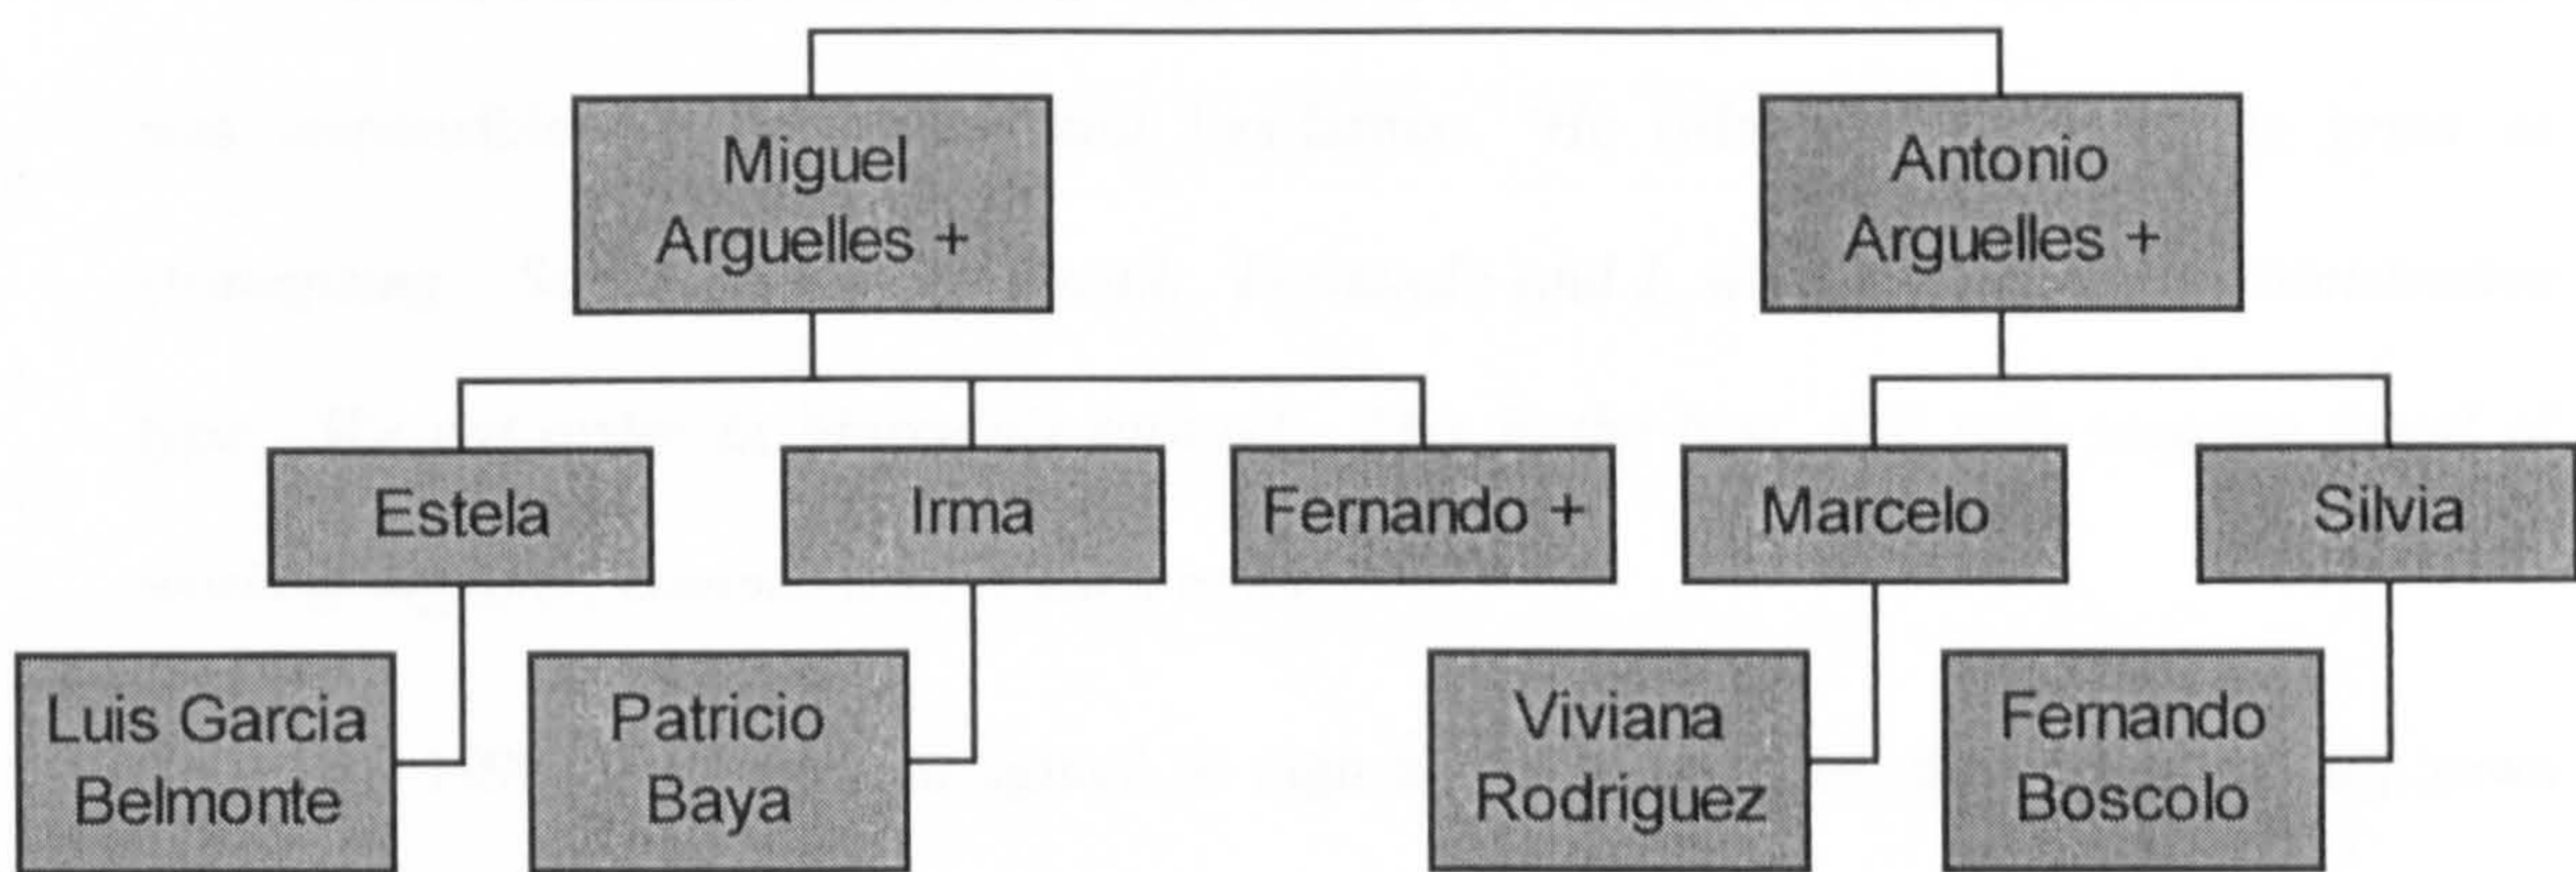 Miguel
Arguelles +
Antonio
Arguelles +
Estela
Irma
Fernando +
Marcelo
Silvia
Luis Garcia
Belmonte
Patricio
Baya
Viviana
Rodriguez
Fernando
Boscolo